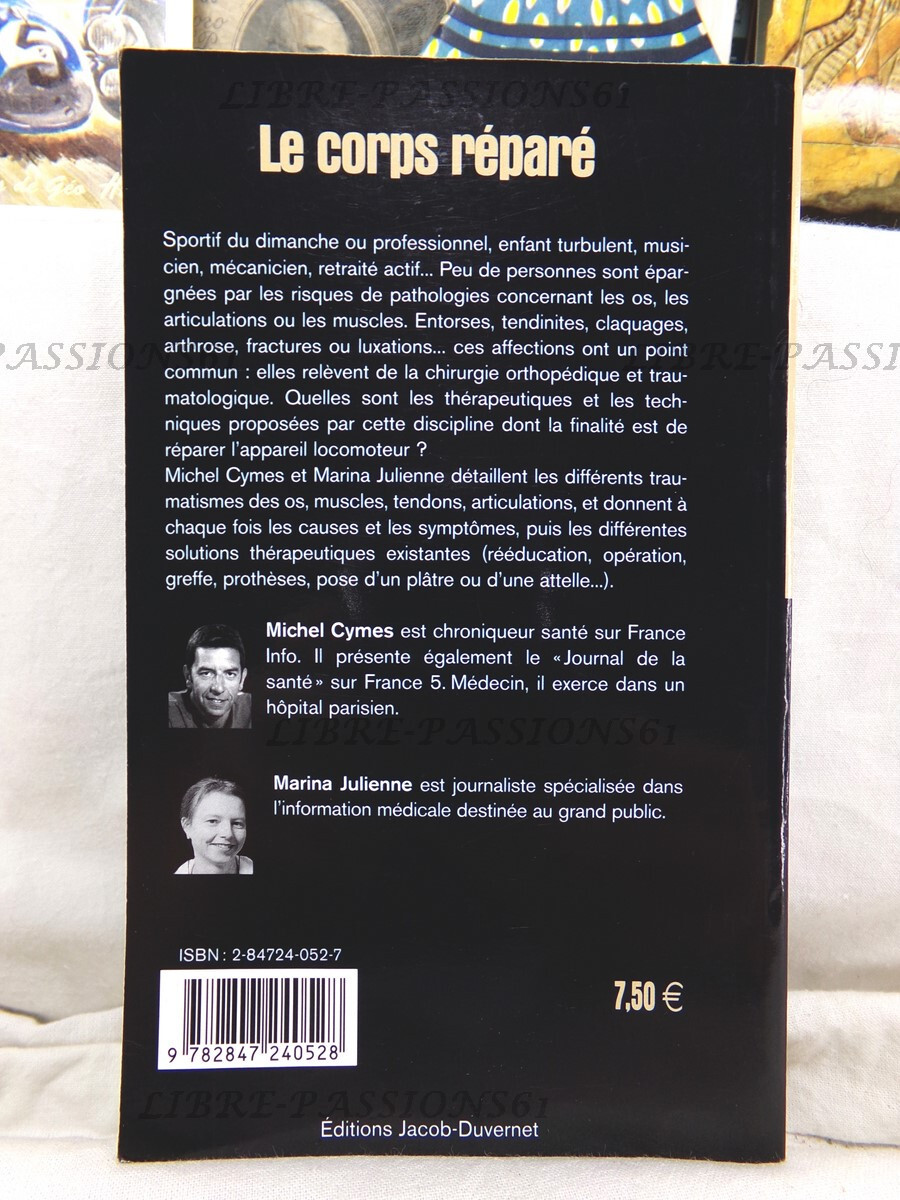 LIBRE-PASSIONS61
Le corps réparé
Sportif du dimanche ou professionnel, enfant turbulent, musi-
cien, mécanicien, retraité actif... Peu de personnes sont épar-
gnées par les risques de pathologies concernant les os, les
articulations ou les muscles. Entorses, tendinites, claquages,
arthrose, fractures ou luxations... ces affections ont un point
PASSIONS61
LIBRE-PASSI
commun : elles relèvent de la chirurgie orthopédique et trau-
matologique. Quelles sont les thérapeutiques et les tech-
niques proposées par cette discipline dont la finalité est de
réparer l'appareil locomoteur ?
Michel Cymes et Marina Julienne détaillent les différents trau-
matismes des os, muscles, tendons, articulations, et donnent à
chaque fois les causes et les symptômes, puis les différentes
solutions thérapeutiques existantes (rééducation, opération,
greffe, prothèses, pose d'un plâtre ou d'une attelle...).
Michel Cymes est chroniqueur santé sur France
Info. Il présente également le «Journal de la
santé» sur France 5. Médecin, il exerce dans un
hôpital parisien.
LIBRE-PASSIONS61
Marina Julienne est journaliste spécialisée dans
l'information médicale destinée au grand public.
ISBN : 2-84724-052-7
7,50 €
9 782847 240528
LIBRE-PASSIONS61
Éditions Jacob-Duvernet